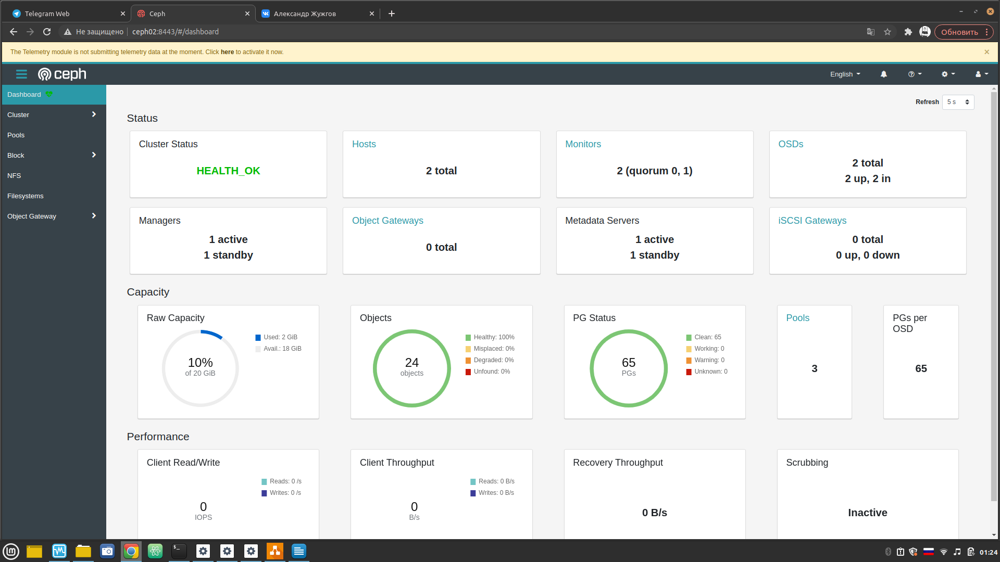 Telegram Web
Ceph
Александр Жужгов
Не защищено
ceph02:8443/#/dashboard
Обновить
The Telemetry module is not submitting telemetry data at the moment. Click here to activate it now.
ceph
English
Dashboard
Cluster
Pools
Block
NFS
Filesystems
Object Gateway
Refresh
5 s
Status
Cluster Status
HEALTH_OK
Hosts
2 total
Monitors
2 (quorum 0, 1)
OSDs
2 total
2 up, 2 in
Managers
1 active
1 standby
Object Gateways
0 total
Metadata Servers
1 active
1 standby
iSCSI Gateways
0 total
0 up, 0 down
Capacity
Raw Capacity
Used: 2 GiB
Avail.: 18 GiB
10%
of 20 GiB
Objects
Healthy: 100%
Misplaced: 0%
Degraded: 0%
Unfound: 0%
24
objects
PG Status
Clean: 65
Working: 0
Warning: 0
Unknown: 0
65
PGs
Pools
3
PGs per
OSD
65
Performance
Client Read/Write
Reads: 0 /s
Writes: 0 /s
0
IOPS
Client Throughput
Reads: 0 B/s
Writes: 0 B/s
0
B/s
Recovery Throughput
0 B/s
Scrubbing
Inactive
01:24